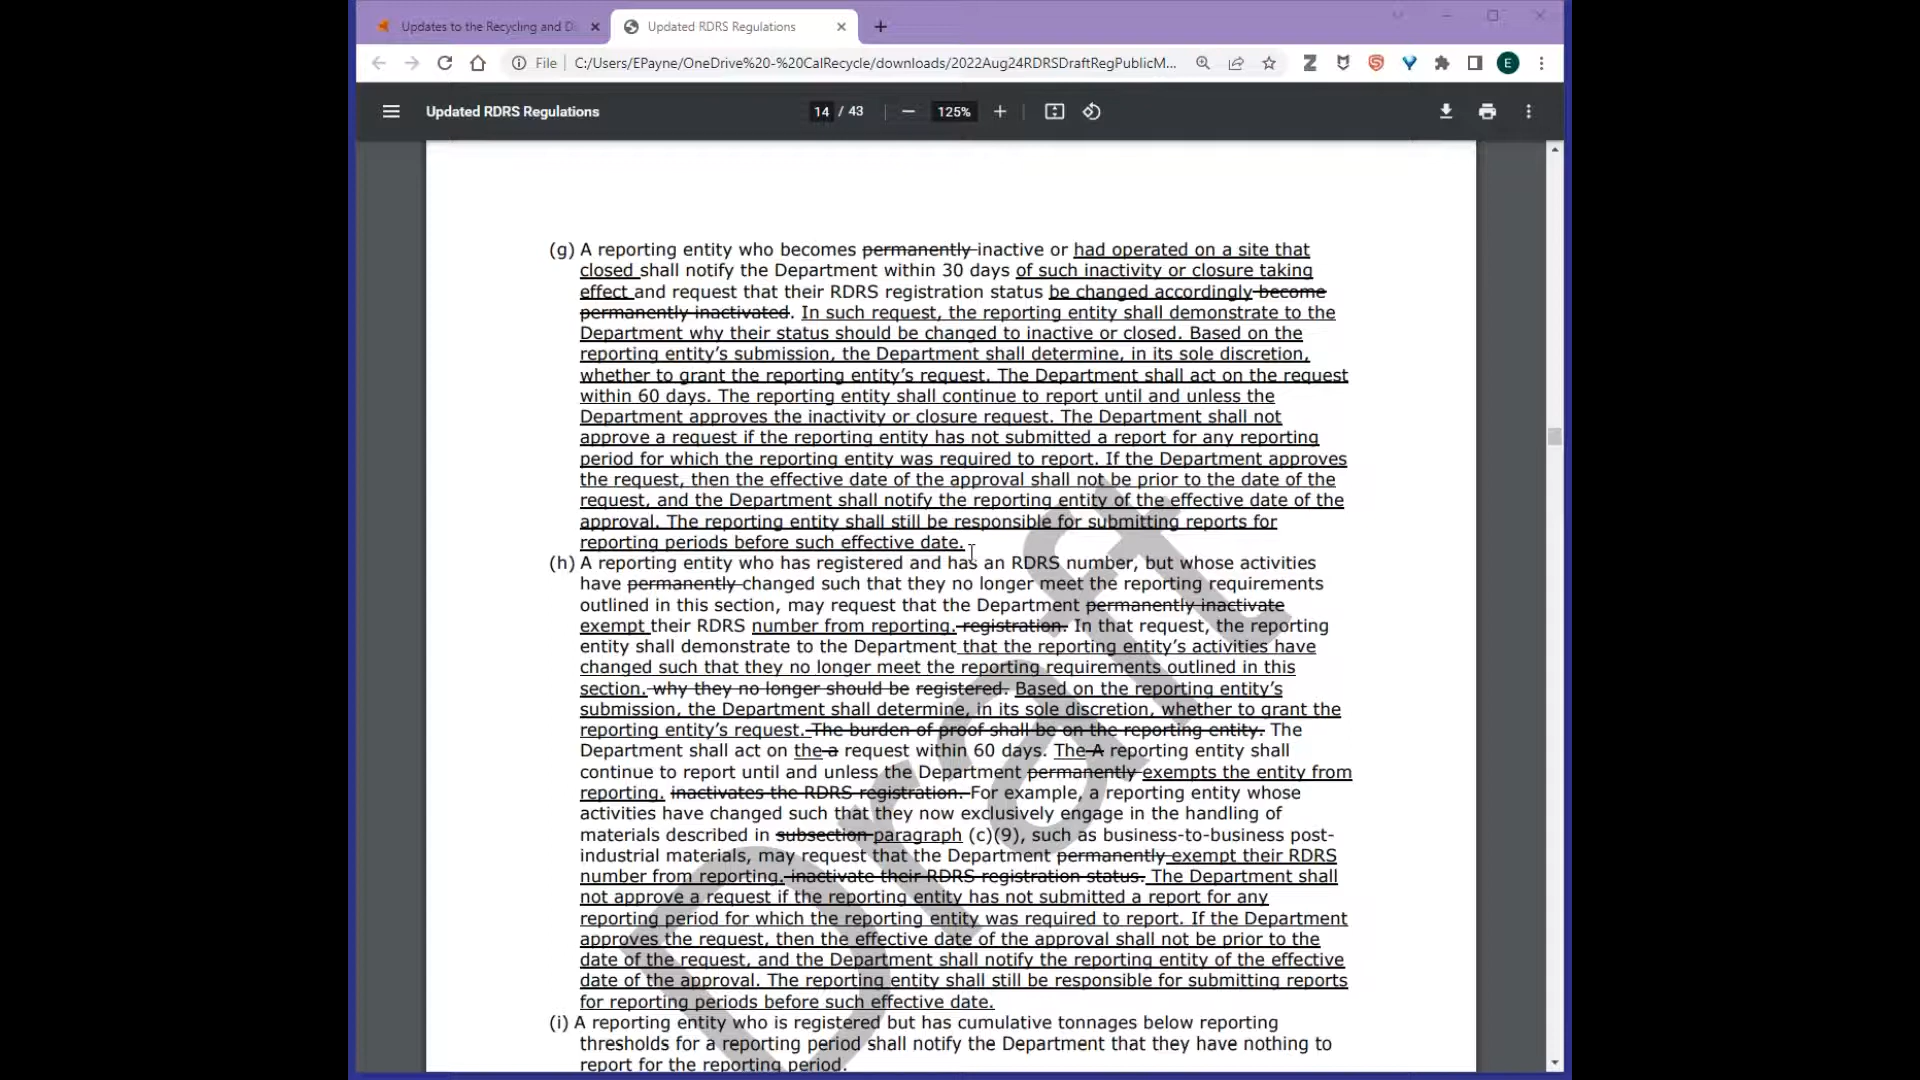 Updates to the Recycling and D
Updated RDRS Regulations
File
C:/Users/EPayne/OneDrive%20-%20CalRecycle/downloads/2022Aug24RDRSDraftRegPublicM...
E
Updated RDRS Regulations
14 / 43
125%
(g) A reporting entity who becomes permanently inactive or had operated on a site that
closed shall notify the Department within 30 days of such inactivity or closure taking
effect and request that their RDRS registration status be changed accordingly become
permanently inactivated. In such request, the reporting entity shall demonstrate to the
Department why their status should be changed to inactive or closed. Based on the
reporting entity's submission, the Department shall determine, in its sole discretion,
whether to grant the reporting entity's request. The Department shall act on the request
within 60 days. The reporting entity shall continue to report until and unless the
Department approves the inactivity or closure request. The Department shall not
approve a request if the reporting entity has not submitted a report for any reporting
period for which the reporting entity was required to report. If the Department approves
the request, then the effective date of the approval shall not be prior to the date of the
request, and the Department shall notify the reporting entity of the effective date of the
approval. The reporting entity shall still be responsible for submitting reports for
reporting periods before such effective date.
(h) A reporting entity who has registered and has an RDRS number, but whose activities
have permanently changed such that they no longer meet the reporting requirements
outlined in this section, may request that the Department permanently inactivate
exempt their RDRS number from reporting. registration. In that request, the reporting
entity shall demonstrate to the Department that the reporting entity's activities have
changed such that they no longer meet the reporting requirements outlined in this
section. why they no longer should be registered. Based on the reporting entity's
submission, the Department shall determine, in its sole discretion, whether to grant the
reporting entity's request. The burden of proof shall be on the reporting entity. The
Department shall act on the a request within 60 days. The A reporting entity shall
continue to report until and unless the Department permanently exempts the entity from
reporting. inactivates the RDRS registration. For example, a reporting entity whose
activities have changed such that they now exclusively engage in the handling of
materials described in subsection paragraph (c)(9), such as business-to-business post-
industrial materials, may request that the Department permanently exempt their RDRS
number from reporting. inactivate their RDRS registration status. The Department shall
not approve a request if the reporting entity has not submitted a report for any
reporting period for which the reporting entity was required to report. If the Department
approves the request, then the effective date of the approval shall not be prior to the
date of the request, and the Department shall notify the reporting entity of the effective
date of the approval. The reporting entity shall still be responsible for submitting reports
for reporting periods before such effective date.
(i) A reporting entity who is registered but has cumulative tonnages below reporting
thresholds for a reporting period shall notify the Department that they have nothing to
report for the reporting period.
Draft